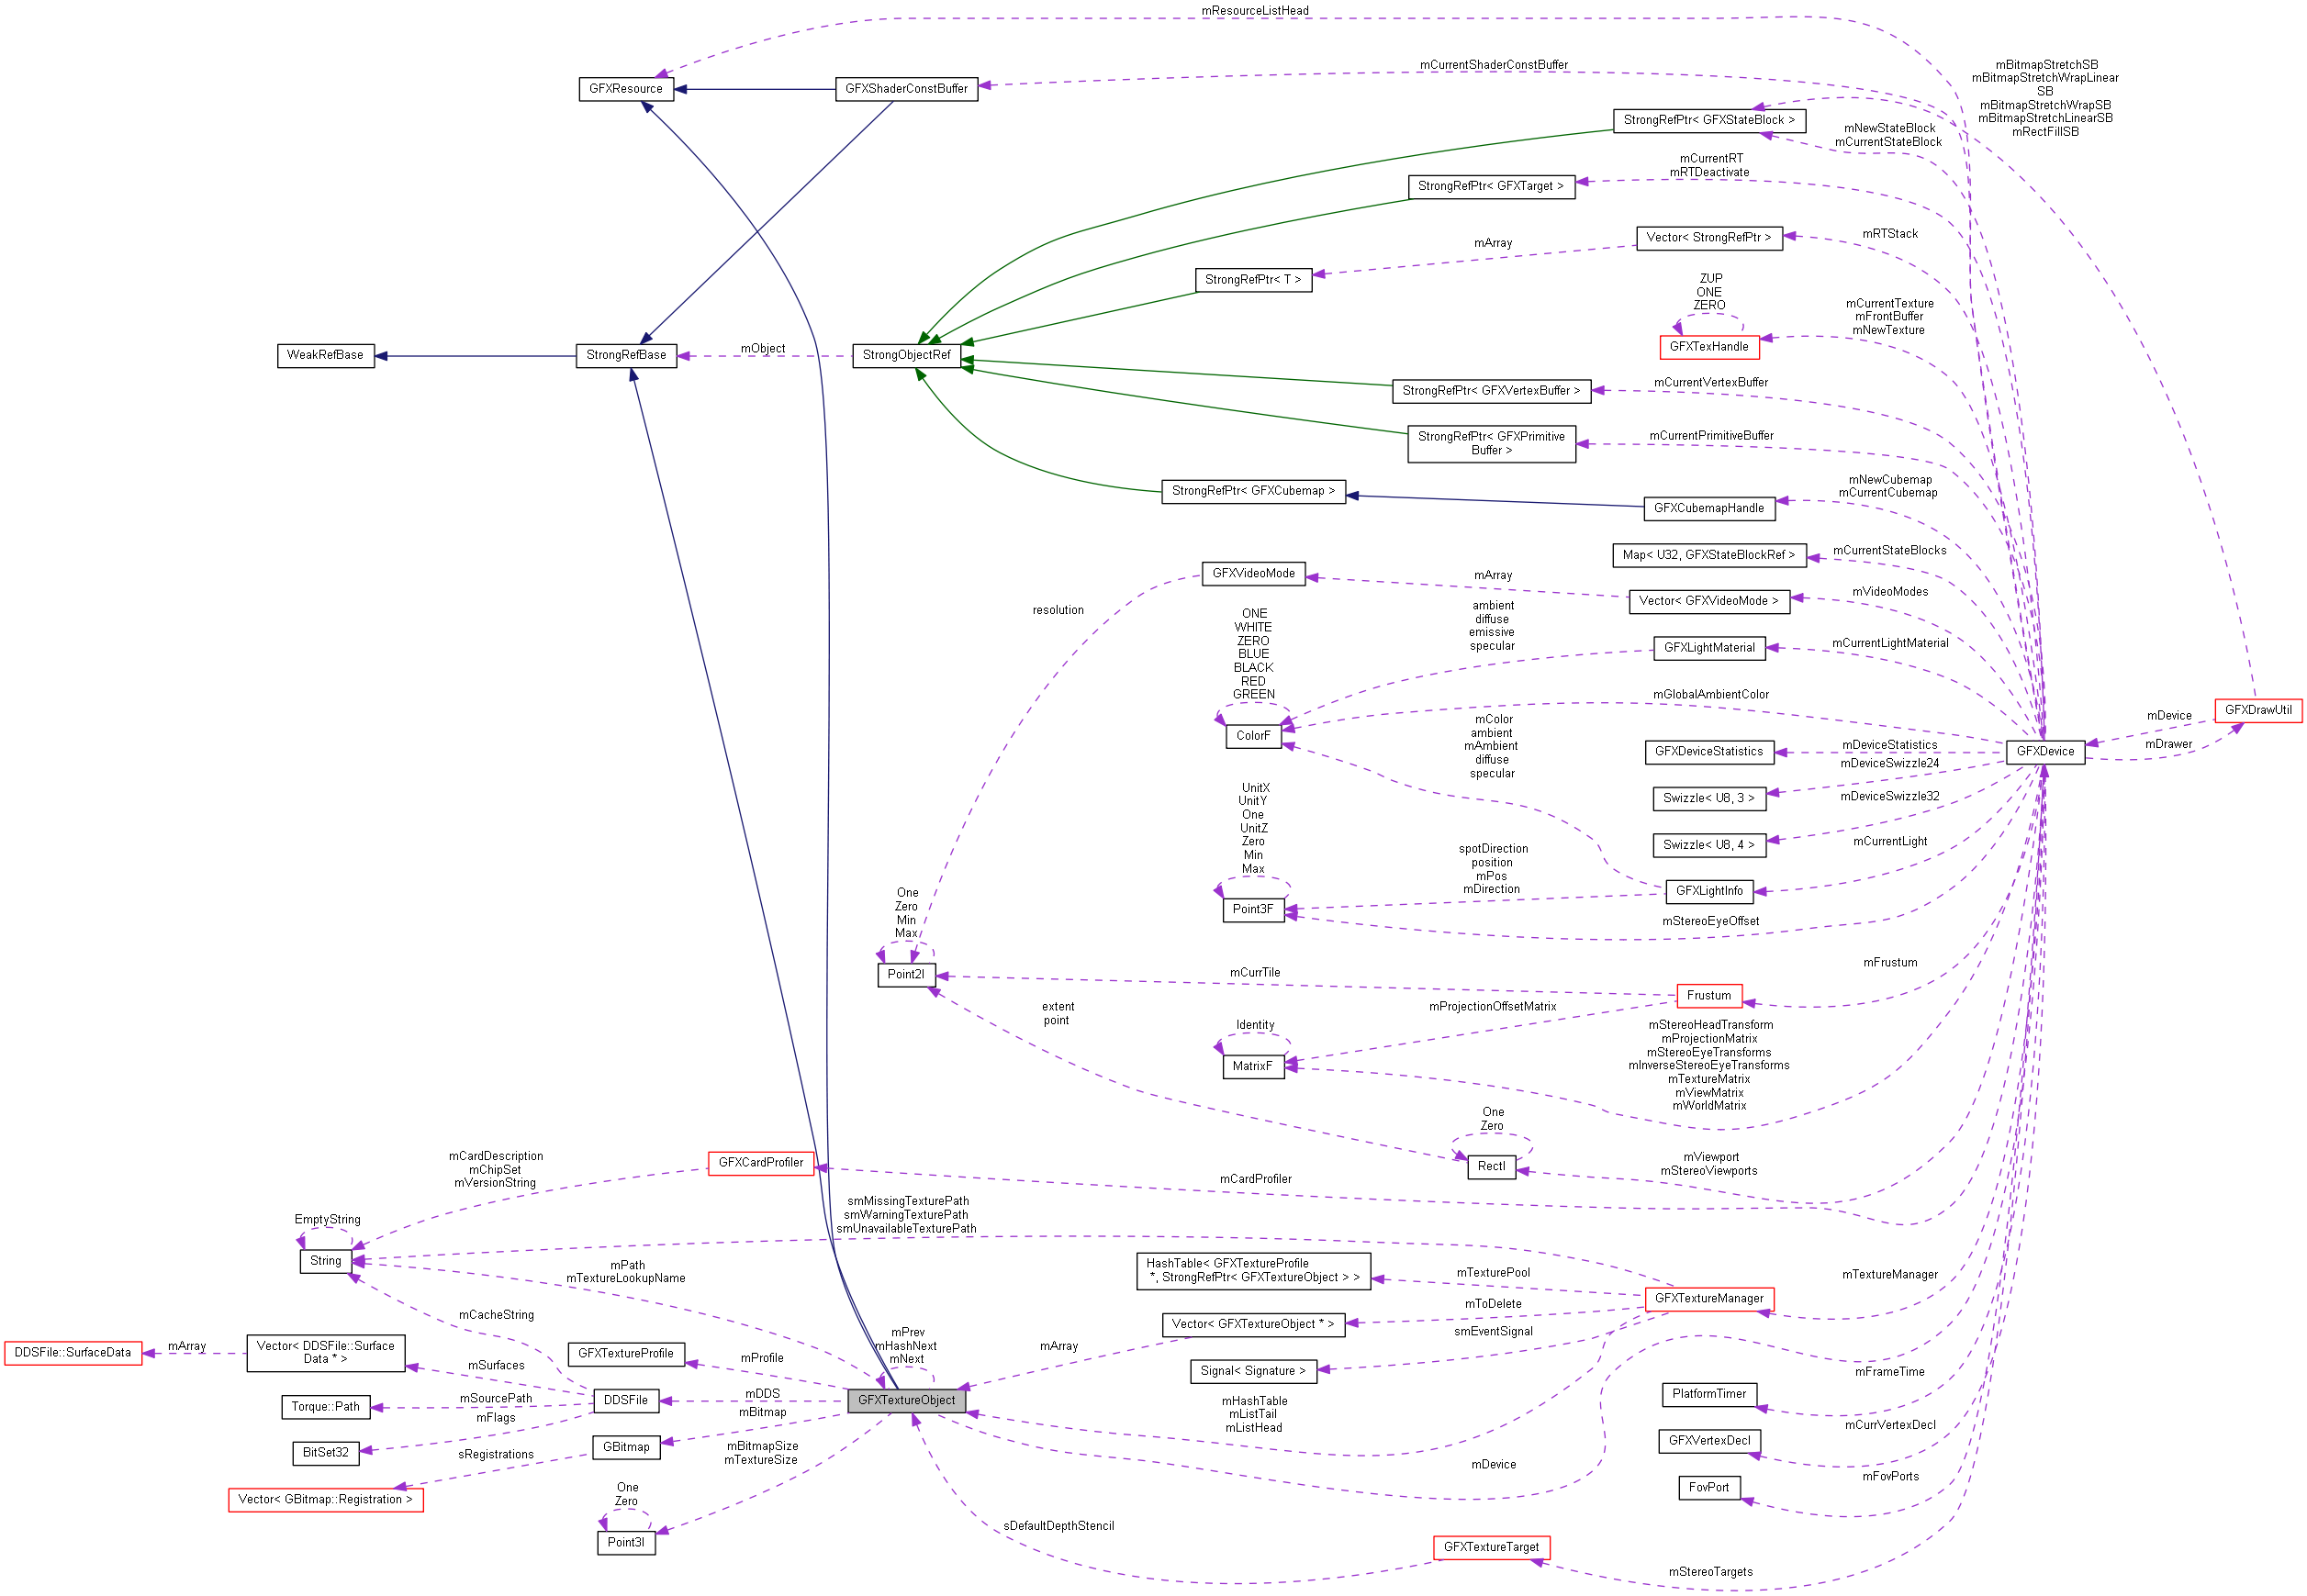 mResourceListHead
mCurrentShaderConstBuffer
mBitmapStretchSB
mBitmapStretchWrapLinear
SB
mBitmapStretchWrapSB
mBitmapStretchLinearSB
mRectFillSB
GFXResource
GFXShaderConstBuffer
StrongRefPtr< GFXStateBlock >
mNewStateBlock
mCurrentStateBlock
mCurrentRT
mRTDeactivate
StrongRefPtr< GFXTarget >
Vector< StrongRefPtr >
mRTStack
mArray
StrongRefPtr< T >
ZUP
ONE
ZERO
mCurrentTexture
mFrontBuffer
mNewTexture
GFXTexHandle
WeakRefBase
StrongRefBase
mObject
StrongObjectRef
StrongRefPtr< GFXVertexBuffer >
mCurrentVertexBuffer
StrongRefPtr< GFXPrimitive
Buffer >
mCurrentPrimitiveBuffer
StrongRefPtr< GFXCubemap >
GFXCubemapHandle
mNewCubemap
mCurrentCubemap
Map< U32, GFXStateBlockRef >
mCurrentStateBlocks
GFXVideoMode
mArray
Vector< GFXVideoMode >
mVideoModes
resolution
ONE
WHITE
ZERO
BLUE
BLACK
RED
GREEN
ambient
diffuse
emissive
specular
GFXLightMaterial
mCurrentLightMaterial
mGlobalAmbientColor
ColorF
mColor
ambient
mAmbient
diffuse
specular
GFXDeviceStatistics
mDeviceStatistics
GFXDevice
mDevice
mDrawer
GFXDrawUtil
mDeviceSwizzle24
Swizzle< U8, 3 >
mDeviceSwizzle32
Swizzle< U8, 4 >
UnitX
UnitY
One
UnitZ
Zero
Min
Max
Point3F
spotDirection
position
mPos
mDirection
GFXLightInfo
mCurrentLight
mStereoEyeOffset
One
Zero
Min
Max
Point2I
mCurrTile
Frustum
mFrustum
extent
point
mProjectionOffsetMatrix
Identity
MatrixF
mStereoHeadTransform
mProjectionMatrix
mStereoEyeTransforms
mInverseStereoEyeTransforms
mTextureMatrix
mViewMatrix
mWorldMatrix
One
Zero
RectI
mViewport
mStereoViewports
mCardDescription
mChipSet
mVersionString
GFXCardProfiler
mCardProfiler
smMissingTexturePath
smWarningTexturePath
smUnavailableTexturePath
EmptyString
String
mPath
mTextureLookupName
HashTable< GFXTextureProfile
*, StrongRefPtr< GFXTextureObject > >
mTexturePool
GFXTextureManager
mTextureManager
mCacheString
Vector< GFXTextureObject * >
mToDelete
smEventSignal
Signal< Signature >
mArray
DDSFile::SurfaceData
mArray
Vector< DDSFile::Surface
Data * >
mSurfaces
GFXTextureProfile
mProfile
mPrev
mHashNext
mNext
GFXTextureObject
Torque::Path
mSourcePath
DDSFile
mDDS
mFlags
BitSet32
mBitmap
GBitmap
sRegistrations
Vector< GBitmap::Registration >
mBitmapSize
mTextureSize
One
Zero
Point3I
mHashTable
mListTail
mListHead
mDevice
PlatformTimer
mFrameTime
GFXVertexDecl
mCurrVertexDecl
FovPort
mFovPorts
sDefaultDepthStencil
GFXTextureTarget
mStereoTargets